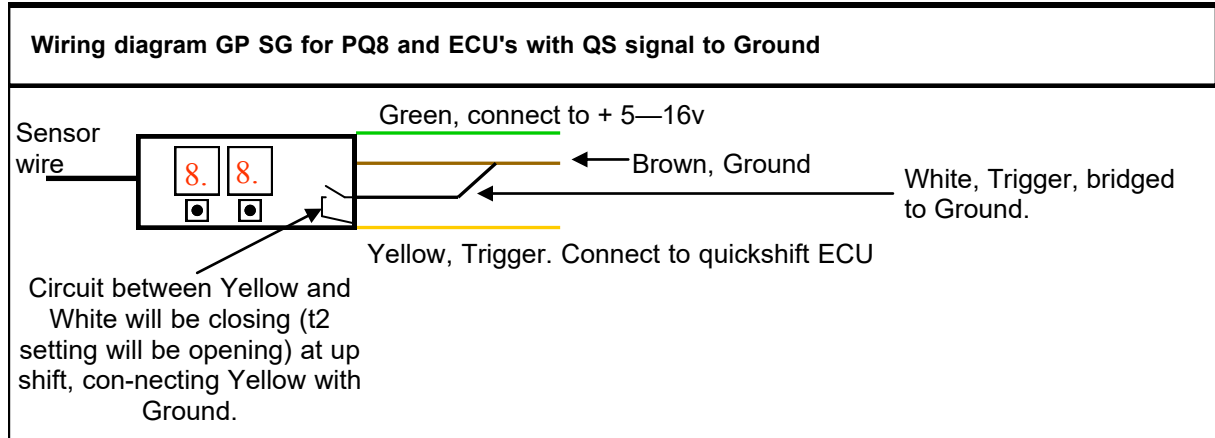 Wiring diagram GP SG for PQ8 and ECU's with QS signal to Ground
Green, connect to + 5—16v
Sensor
wire
8. 8.
Brown, Ground
White, Trigger, bridged
to Ground.
Yellow, Trigger. Connect to quickshift ECU
Circuit between Yellow and
White will be closing (t2
setting will be opening) at up
shift, con-necting Yellow with
Ground.